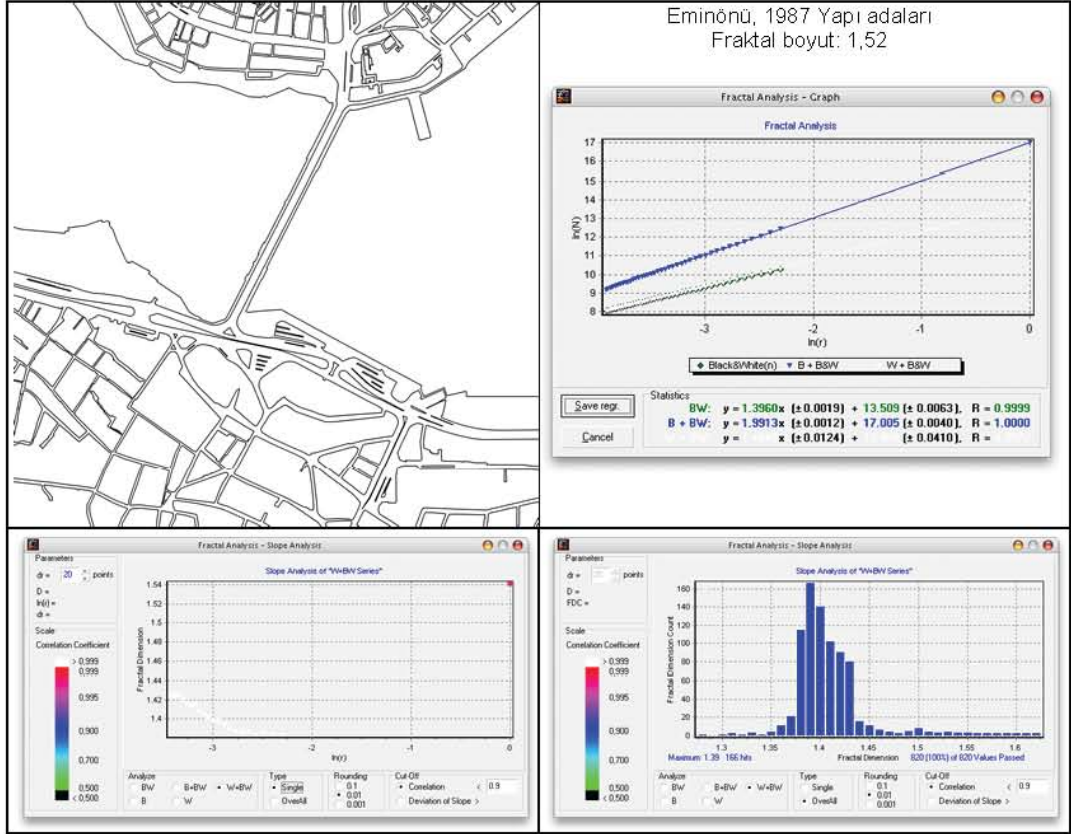 Eminönü, 1987 Yapı adaları
Fraktal boyut: 1,52
Fractal Analysis - Graph
Fractal Analysis
17
16
15
14
13
12
11
10
9
8
ln(N)
-3 -2 -1 0
ln(r)
Black&White(n) B + B&W W + B&W
Save regr.
Cancel
Statistics
BW: y = 1.3960x (± 0.0019) + 13.509 (± 0.0063), R = 0.9999
B + BW: y = 1.9913x (± 0.0012) + 17.005 (± 0.0040), R = 1.0000
y = x (± 0.0124) + (± 0.0410), R =
Fractal Analysis - Slope Analysis
Parameters
dr = 20 points
D =
ln(r) =
dr =
Scale
Correlation Coefficient
> 0,999
0,999
0,995
0,900
0,700
0,500
< 0,500
Slope Analysis of "W+BW Series"
1.54
1.52
1.5
1.48
1.46
1.44
1.42
1.4
Fractal Dimension
-3 -2 -1 0
ln(r)
Analyze
BW B+BW W+BW
B W
Type
Single
OverAll
Rounding
0.1
0.01
0.001
Cut-Off
Correlation < 0.9
Deviation of Slope >
Fractal Analysis - Slope Analysis
Parameters
dr = points
D =
FDC =
Scale
Correlation Coefficient
> 0,999
0,999
0,995
0,900
0,700
0,500
< 0,500
Slope Analysis of "W+BW Series"
160
140
120
100
80
60
40
20
0
Fractal Dimension Count
1.3 1.35 1.4 1.45 1.5 1.55 1.6
Maximum: 1.39 166 hits Fractal Dimension 820 (100%) of 820 Values Passed
Analyze
BW B+BW W+BW
B W
Type
Single
OverAll
Rounding
0.1
0.01
0.001
Cut-Off
Correlation < 0.9
Deviation of Slope >